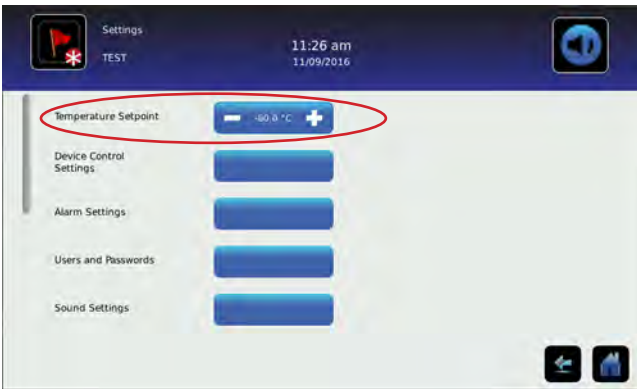 Settings
TEST
11:26 am
11/09/2016
Temperature Setpoint
-80.0 °C
Device Control
Settings
Alarm Settings
Users and Passwords
Sound Settings